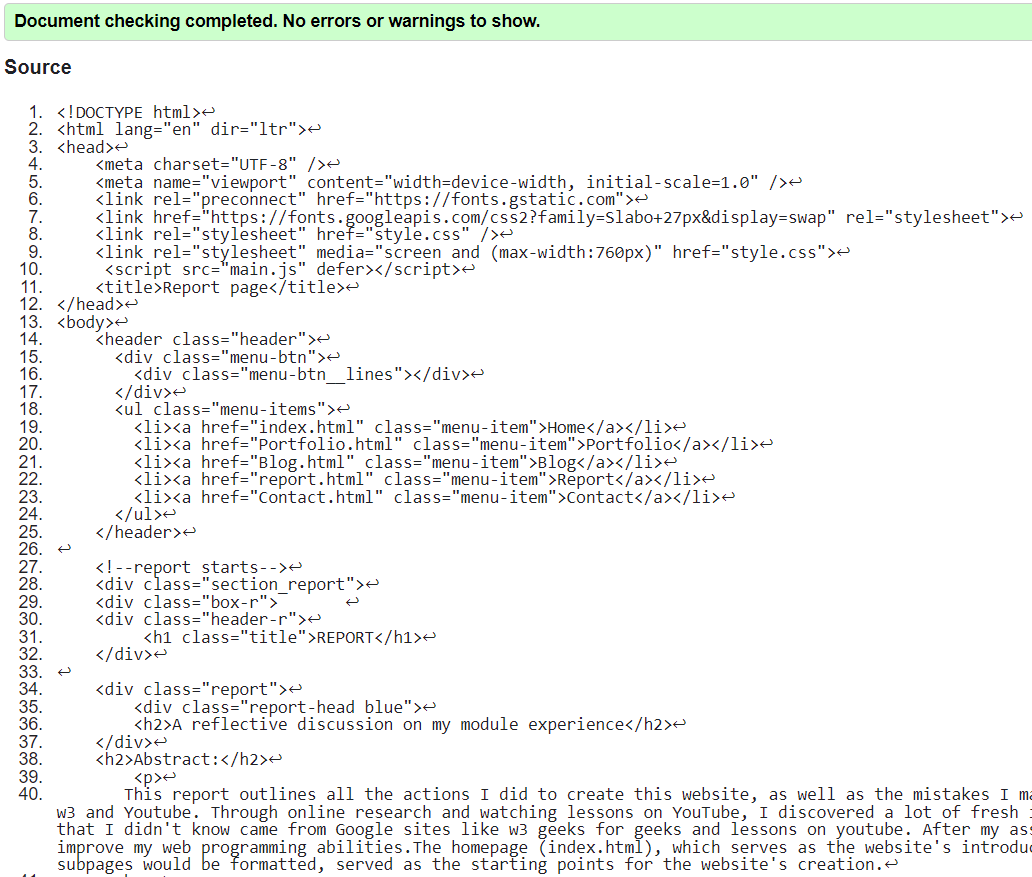 Document checking completed. No errors or warnings to show.
Source
1. <!DOCTYPE html>↩
2. <html lang="en" dir="ltr">↩
3. <head>↩
4.     <meta charset="UTF-8" />↩
5.     <meta name="viewport" content="width=device-width, initial-scale=1.0" />↩
6.     <link rel="preconnect" href="https://fonts.gstatic.com">↩
7.     <link href="https://fonts.googleapis.com/css2?family=Slabo+27px&display=swap" rel="stylesheet">↩
8.     <link rel="stylesheet" href="style.css" />↩
9.     <link rel="stylesheet" media="screen and (max-width:760px)" href="style.css">↩
10.      <script src="main.js" defer></script>↩
11.     <title>Report page</title>↩
12. </head>↩
13. <body>↩
14.     <header class="header">↩
15.       <div class="menu-btn">↩
16.         <div class="menu-btn__lines"></div>↩
17.       </div>↩
18.       <ul class="menu-items">↩
19.         <li><a href="index.html" class="menu-item">Home</a></li>↩
20.         <li><a href="Portfolio.html" class="menu-item">Portfolio</a></li>↩
21.         <li><a href="Blog.html" class="menu-item">Blog</a></li>↩
22.         <li><a href="report.html" class="menu-item">Report</a></li>↩
23.         <li><a href="Contact.html" class="menu-item">Contact</a></li>↩
24.       </ul>↩
25.     </header>↩
26. ↩
27.     <!--report starts-->↩
28.     <div class="section_report">↩
29.     <div class="box-r">       ↩
30.     <div class="header-r">↩
31.          <h1 class="title">REPORT</h1>↩
32.     </div>↩
33. ↩
34.     <div class="report">↩
35.         <div class="report-head blue">↩
36.         <h2>A reflective discussion on my module experience</h2>↩
37.     </div>↩
38.     <h2>Abstract:</h2>↩
39.         <p>↩
40.        This report outlines all the actions I did to create this website, as well as the mistakes I
w3 and Youtube. Through online research and watching lessons on YouTube, I discovered a lot of fresh
that I didn't know came from Google sites like w3 geeks for geeks and lessons on youtube. After my
improve my web programming abilities.The homepage (index.html), which serves as the website's
subpages would be formatted, served as the starting points for the website's creation.↩